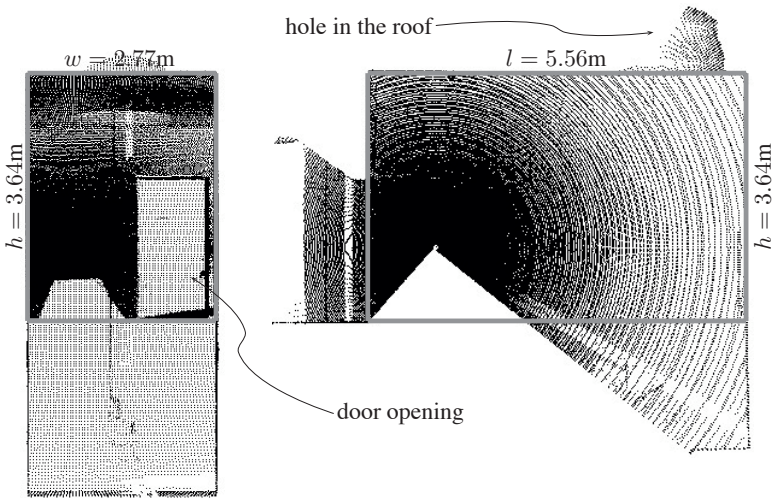 hole in the roof
w = 2.77m
l = 5.56m
h = 3.64m
h = 3.64m
door opening